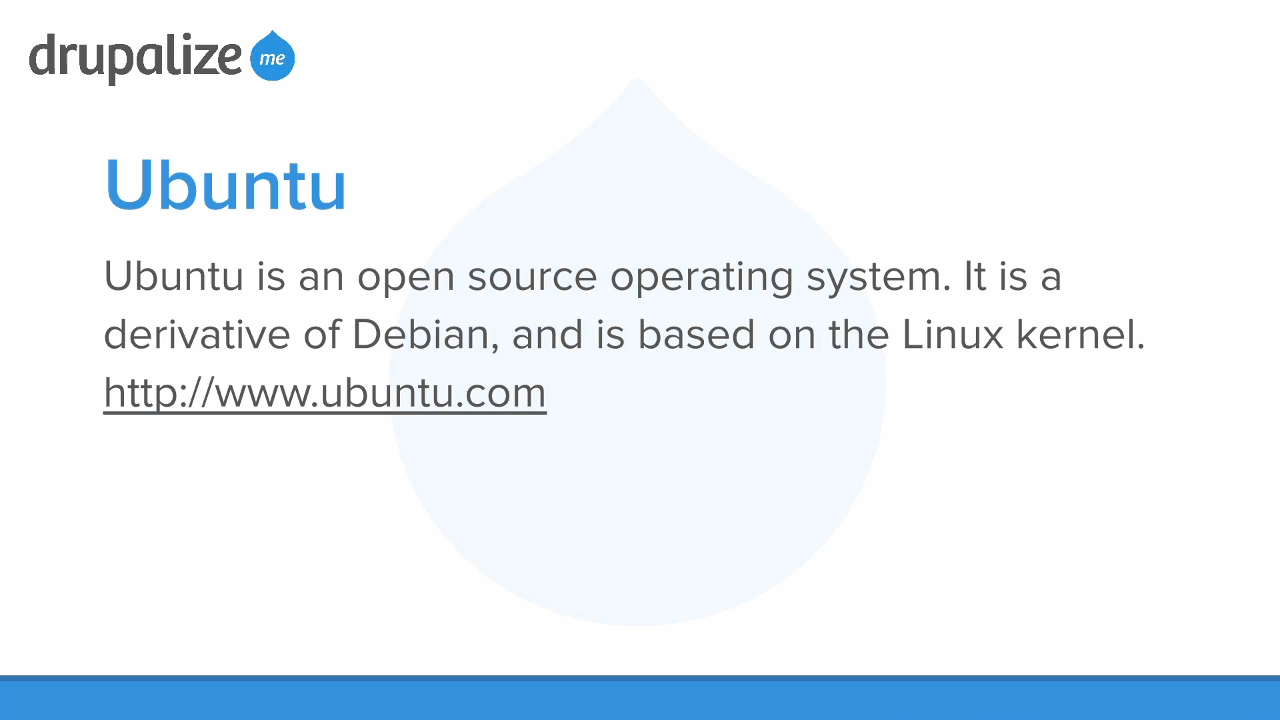 drupalize me
Ubuntu
Ubuntu is an open source operating system. It is a
derivative of Debian, and is based on the Linux kernel.
http://www.ubuntu.com